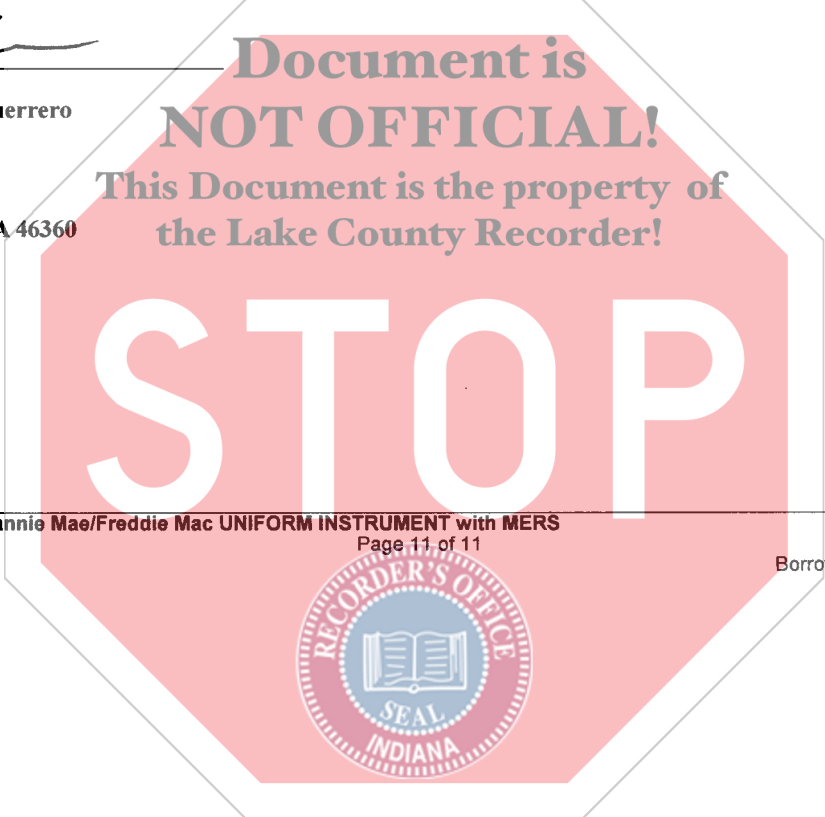 Document is
NOT OFFICIAL!
uerrero
This Document is the property of
the Lake County Recorder!
A 46360
STOP
annie Mae/Freddie Mac UNIFORM INSTRUMENT with MERS
Page 11 of 11
Borro
RECORDER'S OFFICE
SEAL
INDIANA